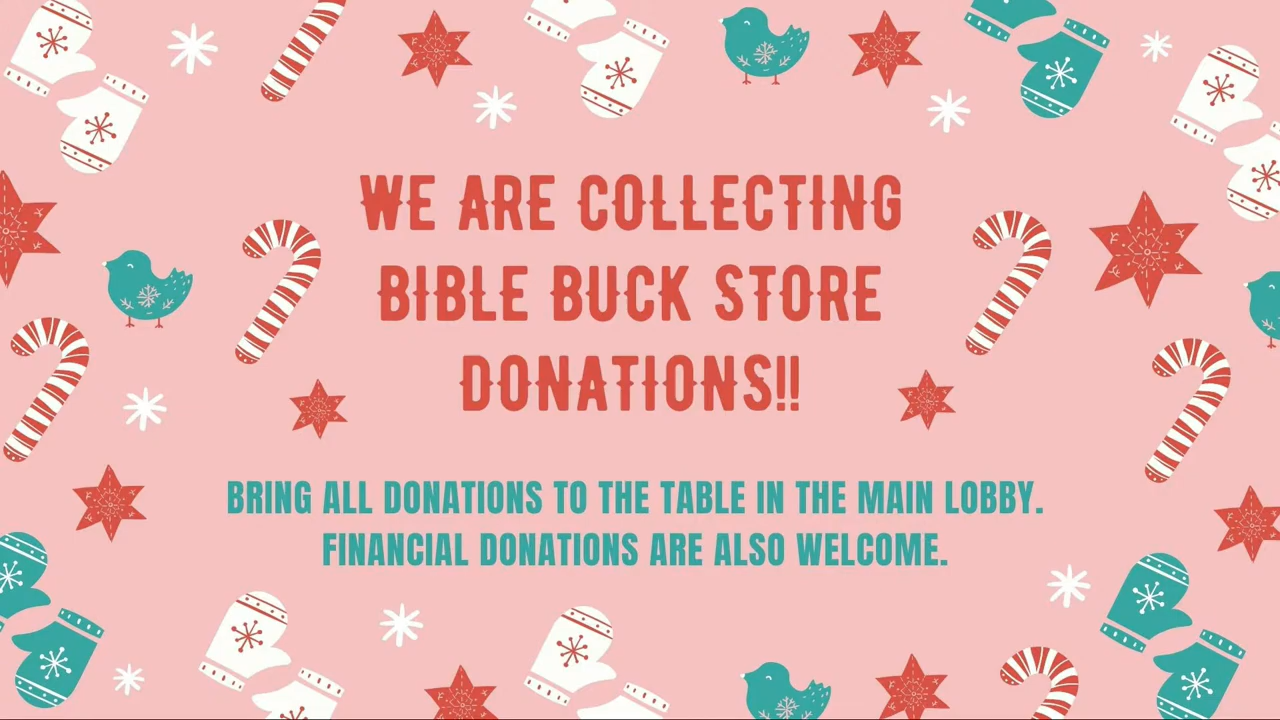 WE ARE COLLECTING
BIBLE BUCK STORE
DONATIONS!!
BRING ALL DONATIONS TO THE TABLE IN THE MAIN LOBBY.
FINANCIAL DONATIONS ARE ALSO WELCOME.